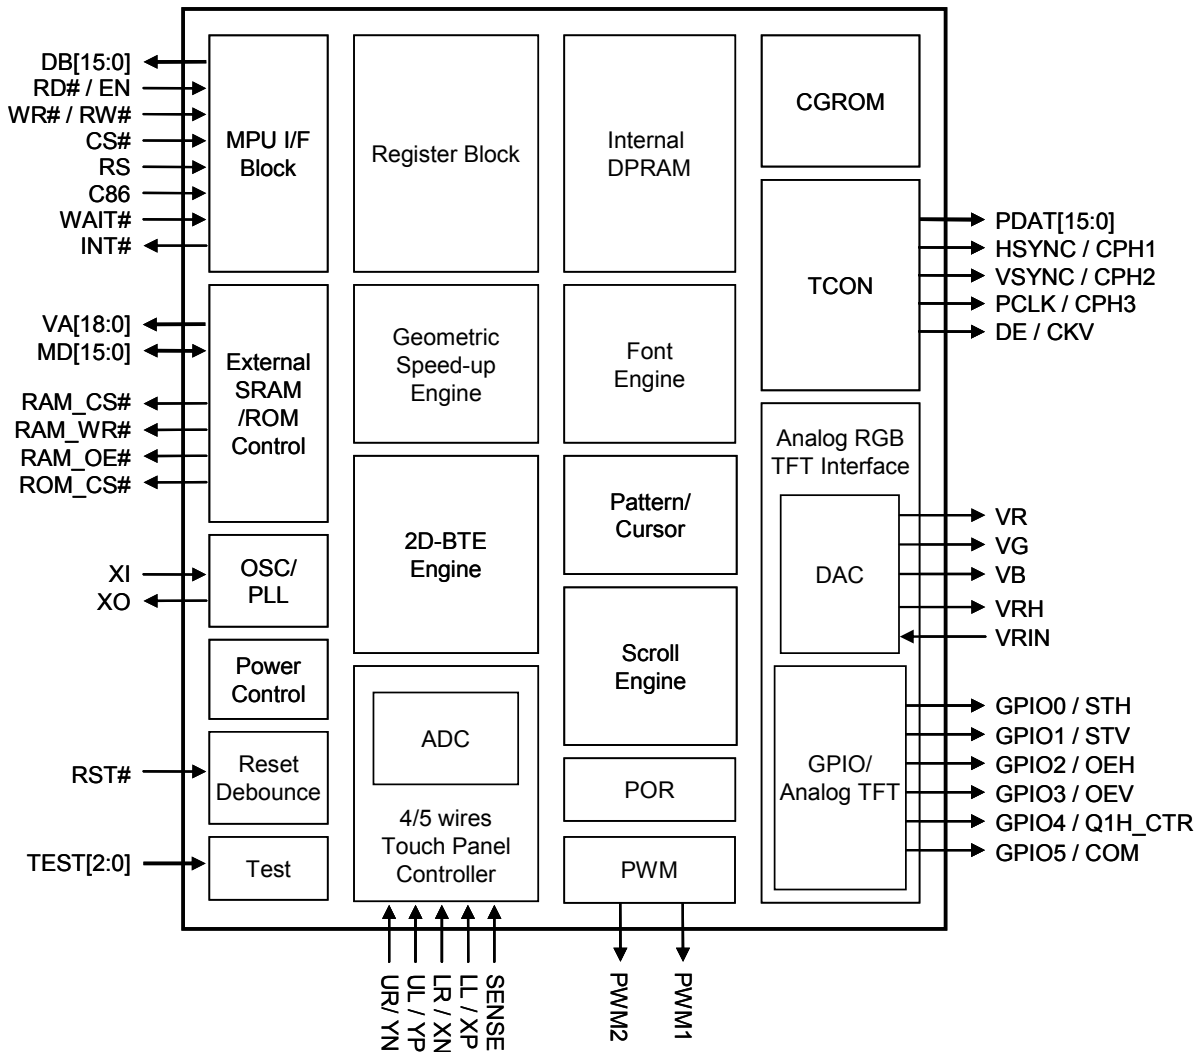 DB[15:0]
RD# / EN
WR# / RW#
CS#
RS
C86
WAIT#
INT#
VA[18:0]
MD[15:0]
RAM_CS#
RAM_WR#
RAM_OE#
ROM_CS#
XI
XO
RST#
TEST[2:0]
MPU I/F
Block
External
SRAM
/ROM
Control
OSC/
PLL
Power
Control
Reset
Debounce
Test
Register Block
Geometric
Speed-up
Engine
2D-BTE
Engine
ADC
4/5 wires
Touch Panel
Controller
Internal
DPRAM
Font
Engine
Pattern/
Cursor
Scroll
Engine
POR
PWM
CGROM
TCON
Analog RGB
TFT Interface
DAC
GPIO/
Analog TFT
PDAT[15:0]
HSYNC / CPH1
VSYNC / CPH2
PCLK / CPH3
DE / CKV
VR
VG
VB
VRH
VRIN
GPIO0 / STH
GPIO1 / STV
GPIO2 / OEH
GPIO3 / OEV
GPIO4 / Q1H_CTR
GPIO5 / COM
UR/ YN
UL / YP
LR / XN
LL / XP
SENSE
PWM2
PWM1